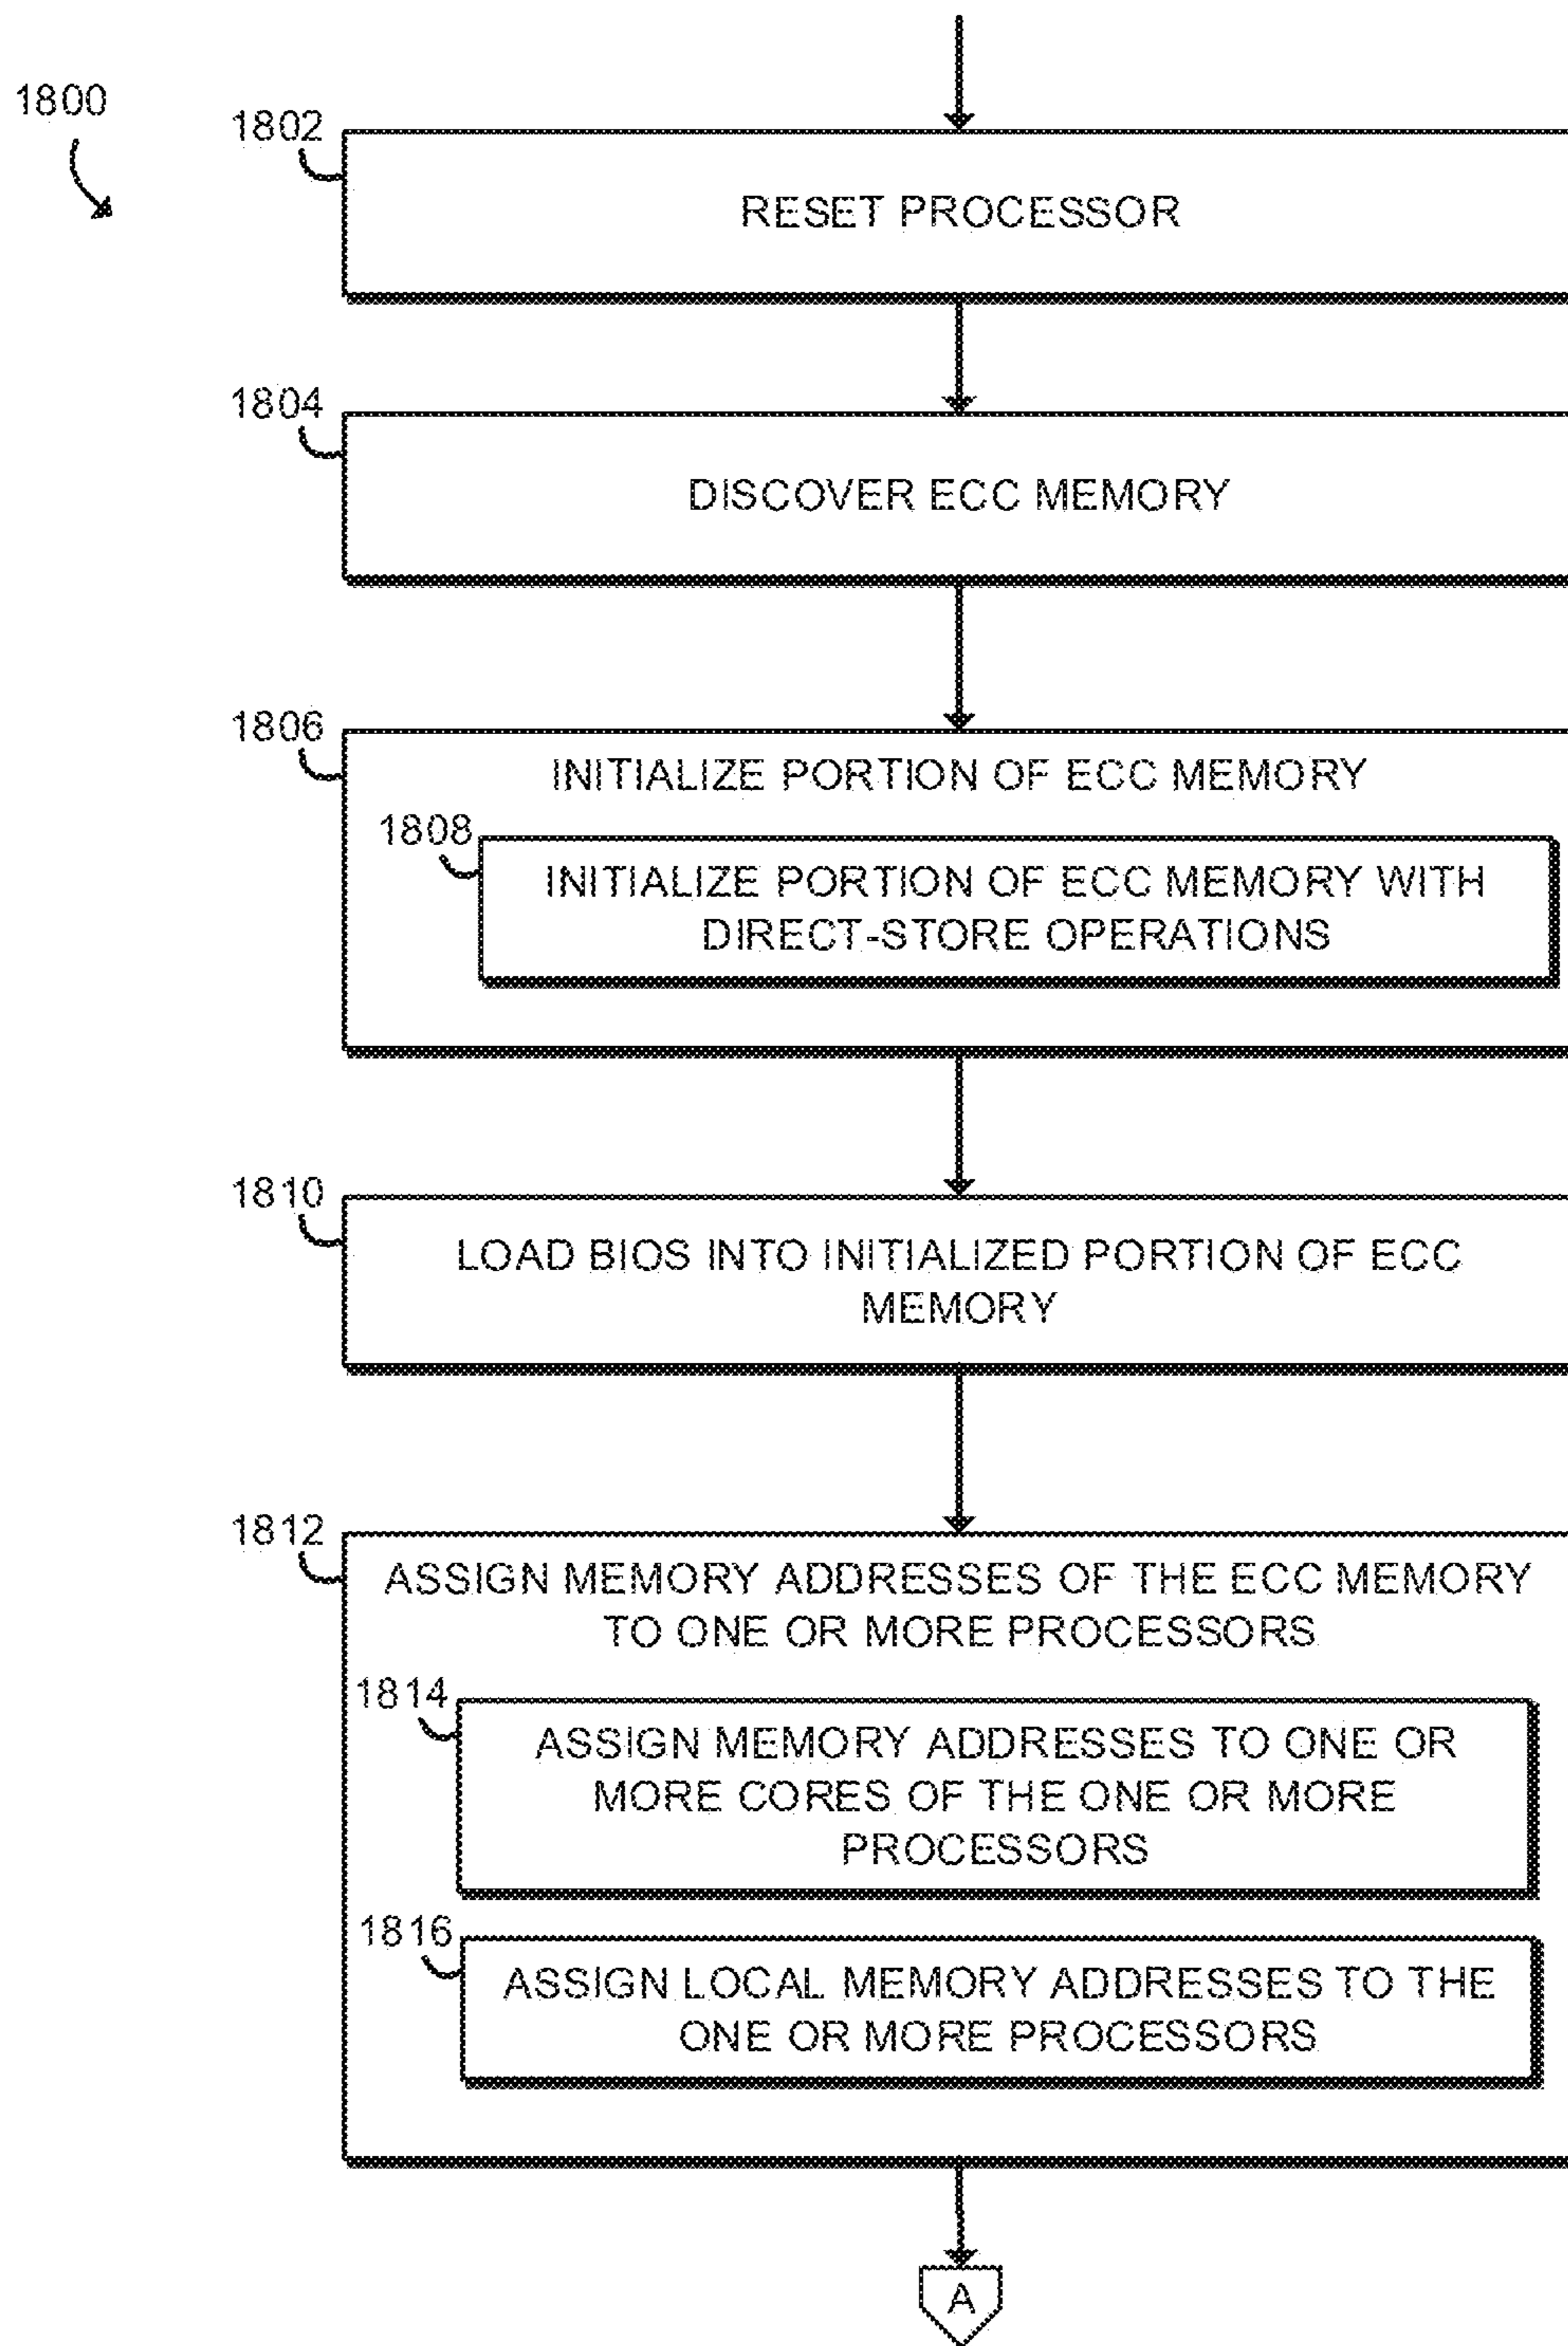 1800
1802
RESET PROCESSOR
1804
DISCOVER ECC MEMORY
1806
INITIALIZE PORTION OF ECC MEMORY
1808
INITIALIZE PORTION OF ECC MEMORY WITH
DIRECT-STORE OPERATIONS
1810
LOAD BIOS INTO INITIALIZED PORTION OF ECC
MEMORY
1812
ASSIGN MEMORY ADDRESSES OF THE ECC MEMORY
TO ONE OR MORE PROCESSORS
1814
ASSIGN MEMORY ADDRESSES TO ONE OR
MORE CORES OF THE ONE OR MORE
PROCESSORS
1816
ASSIGN LOCAL MEMORY ADDRESSES TO THE
ONE OR MORE PROCESSORS
A